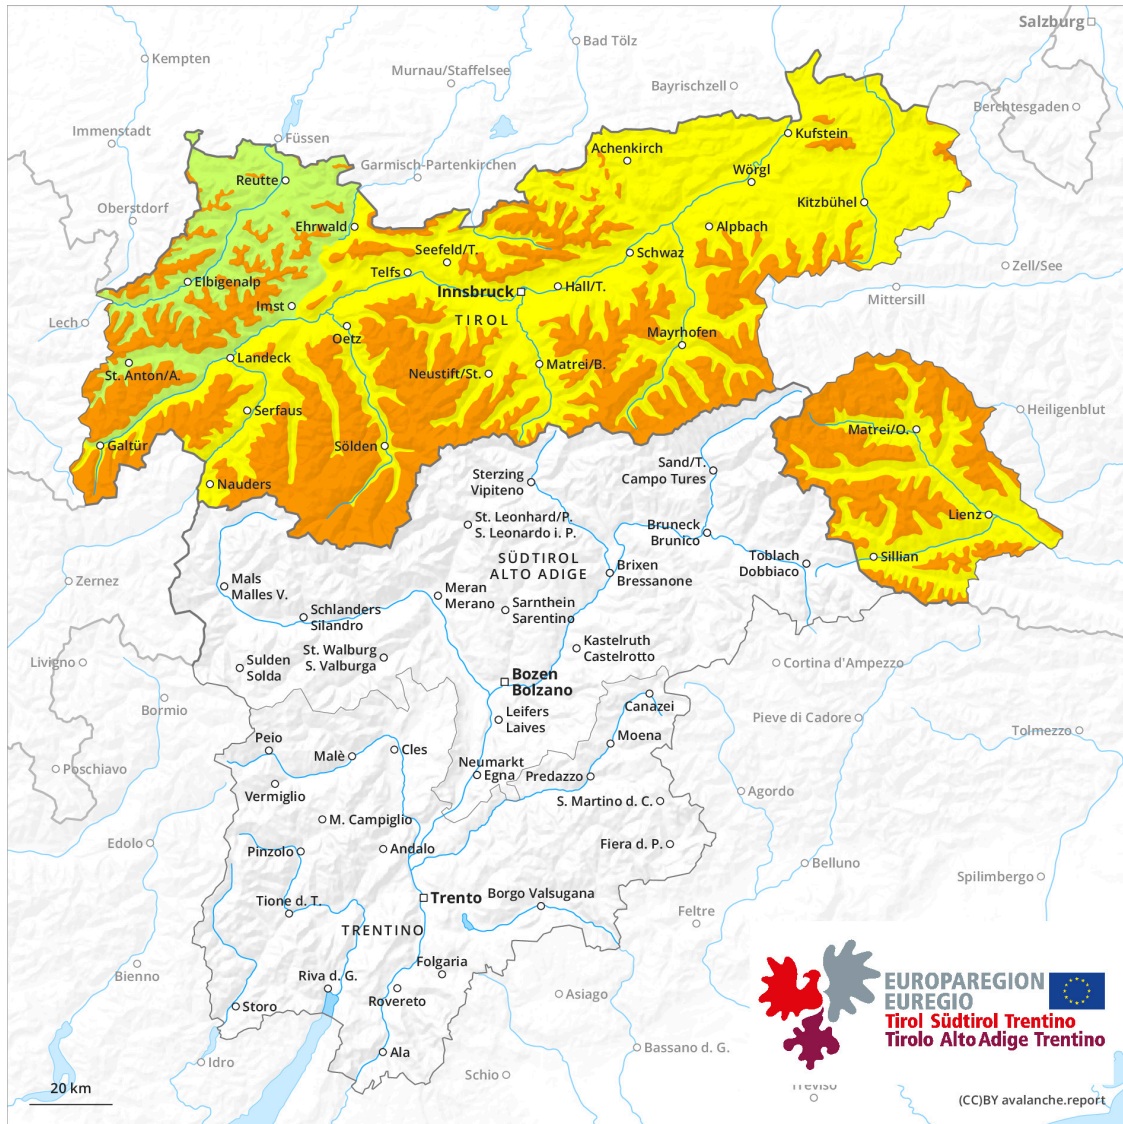 Salzburg
Bad Tölz
Kempten
Murnau/Staffelsee
Bayrischzell
Berchtesgaden
Immenstadt
Füssen
Kufstein
Achenkirch
Garmisch-Partenkirchen
Wörgl
Reutte
Oberstdorf
Kitzbühel
Ehrwald
Alpbach
Seefeld/T.
Schwaz
Zell/See
Telfs
Elbigenalp
Hall/T.
Innsbruck
Mittersill
Imst
TIROL
Lech
Oetz
Mayrhofen
Landeck
Matrei/B.
St. Anton/A.
Neustift/St.
Serfaus
Heiligenblut
Matrei/O.
Galtür
Sölden
Sterzing
Vipiteno
Sand/T.
Campo Tures
Nauders
St. Leonhard/P.
S. Leonardo i. P.
Lienz
Bruneck
Brunico
SÜDTIROL
ALTO ADIGE
Toblach
Dobbiaco
Sillian
Brixen
Bressanone
Zernez
Mals
Malles V.
Meran
Merano
Schlanders
Silandro
Sarnthein
Sarentino
Kastelruth
Castelrotto
St. Walburg
S. Valburga
Livigno
Sulden
Solda
Cortina d'Ampezzo
Bozen
Bolzano
Canazei
Bormio
Leifers
Laives
Pieve di Cadore
Tolmezzo
Peio
Moena
Cles
Malè
Neumarkt
Egna
Predazzo
Poschiavo
Vermiglio
Agordo
S. Martino d. C.
M. Campiglio
Edolo
Pinzolo
Andalo
Fiera d. P.
Belluno
Spilimbergo
Trento
Borgo Valsugana
Tione d. T.
Feltre
TRENTINO
Folgaria
Bienno
Riva d. G.
EUROPAREGION
EUREGIO
Rovereto
Asiago
Storo
Tirol Südtirol Trentino
Tirolo Alto Adige Trentino
Ala
Bassano d. G.
Idro
Schio
Treviso
20 km
(CC)BY avalanche.report